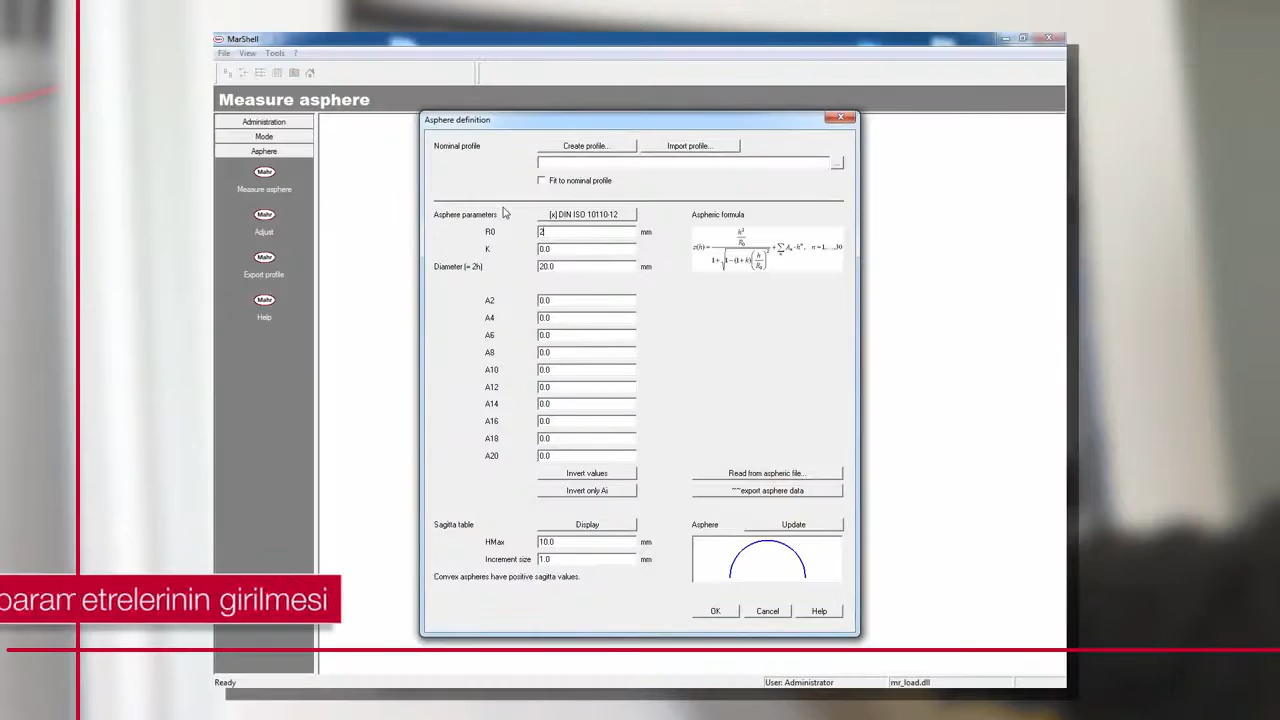 MarShell
File View Tools ?
Measure asphere
Administration
Mode
Asphere
Mahr
Measure asphere
Mahr
Adjust
Mahr
Export profile
Mahr
Help
Asphere definition
Nominal profile Create profile... Import profile...
...
Fit to nominal profile
Asphere parameters [x] DIN ISO 10110-12 Aspheric formula
R0 2 mm
K 0.0
Diameter (= 2h) 20.0 mm
A2 0.0
A4 0.0
A6 0.0
A8 0.0
A10 0.0
A12 0.0
A14 0.0
A16 0.0
A18 0.0
A20 0.0
Invert values Read from aspheric file...
Invert only Ai ~~export asphere data
Sagitta table Display Asphere Update
HMax 10.0 mm
Increment size 1.0 mm
Convex aspheres have positive sagitta values.
OK Cancel Help
parametrelerinin girilmesi
Ready User: Administrator mr_load.dll